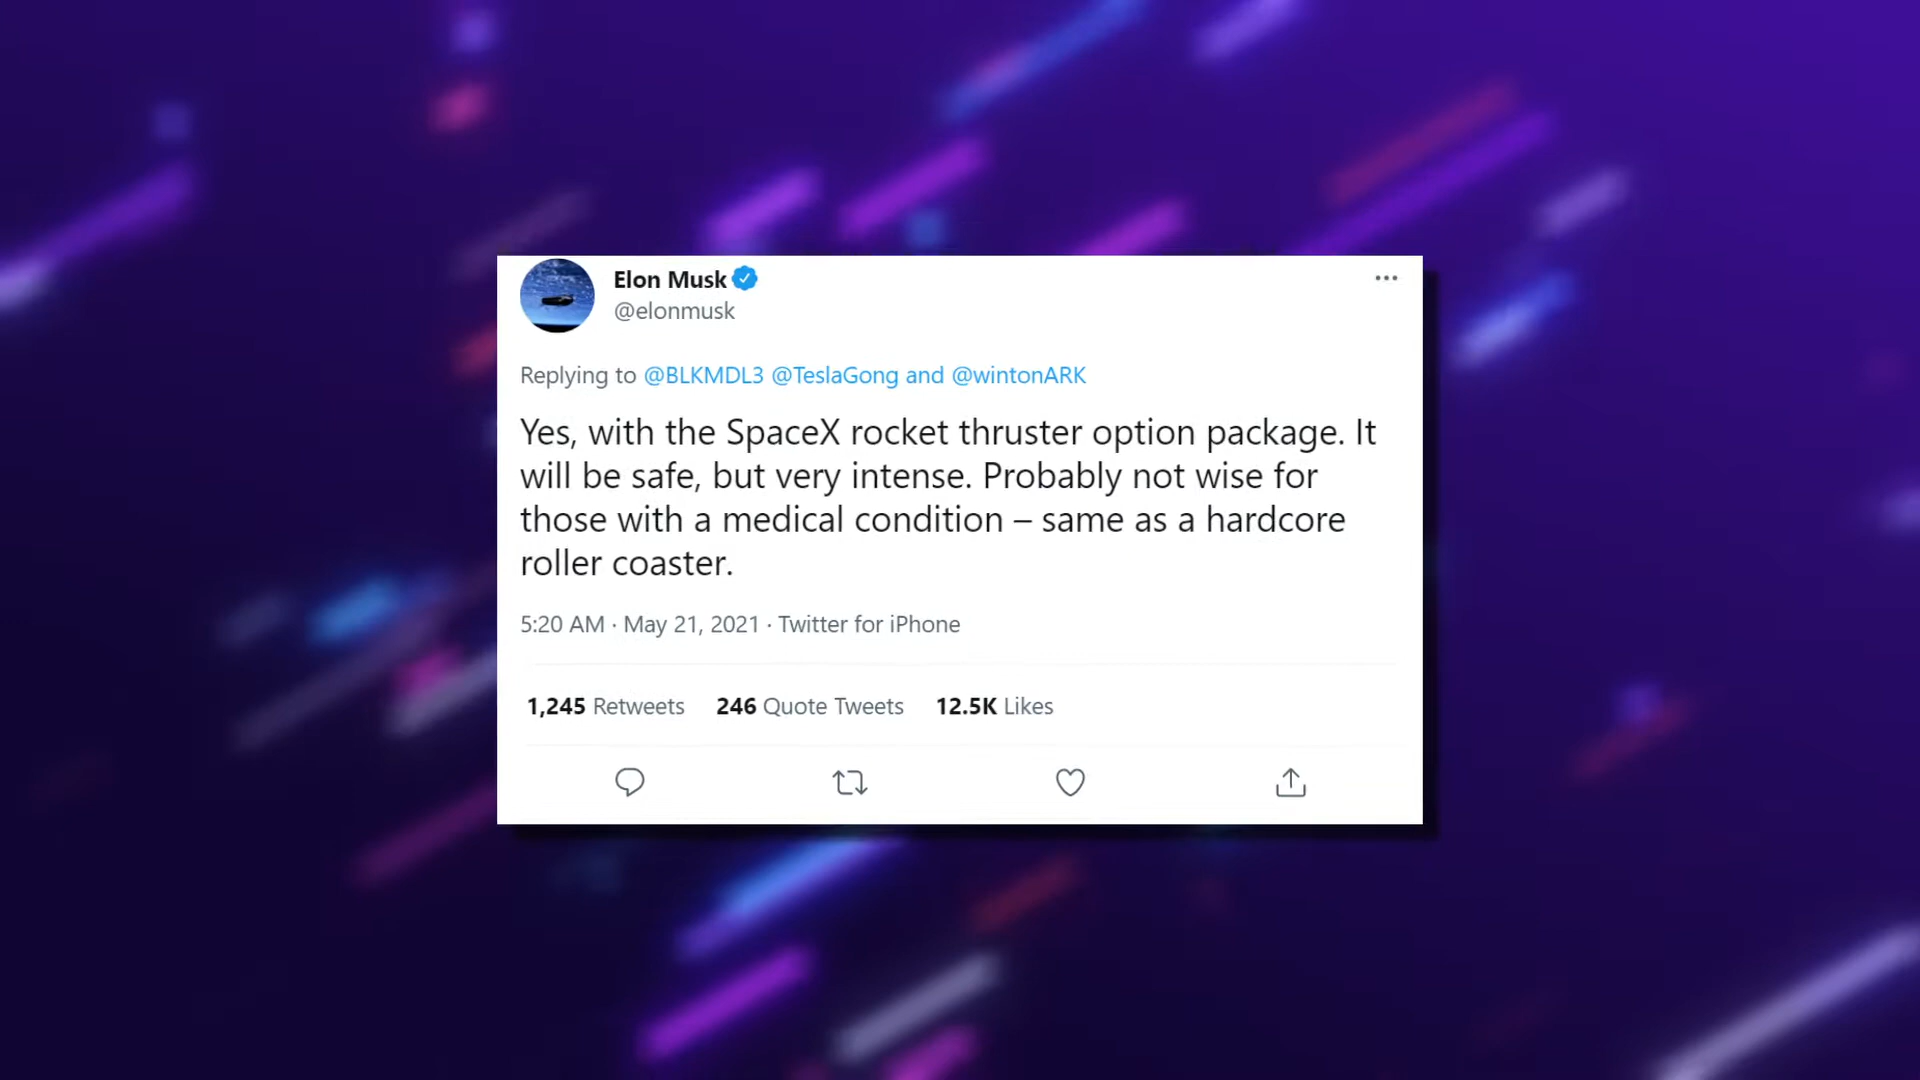 Elon Musk
@elonmusk
Replying to @BLKMDL3 @TeslaGong and @wintonARK
Yes, with the SpaceX rocket thruster option package. It
will be safe, but very intense. Probably not wise for
those with a medical condition – same as a hardcore
roller coaster.
5:20 AM · May 21, 2021 · Twitter for iPhone
1,245 Retweets 246 Quote Tweets 12.5K Likes